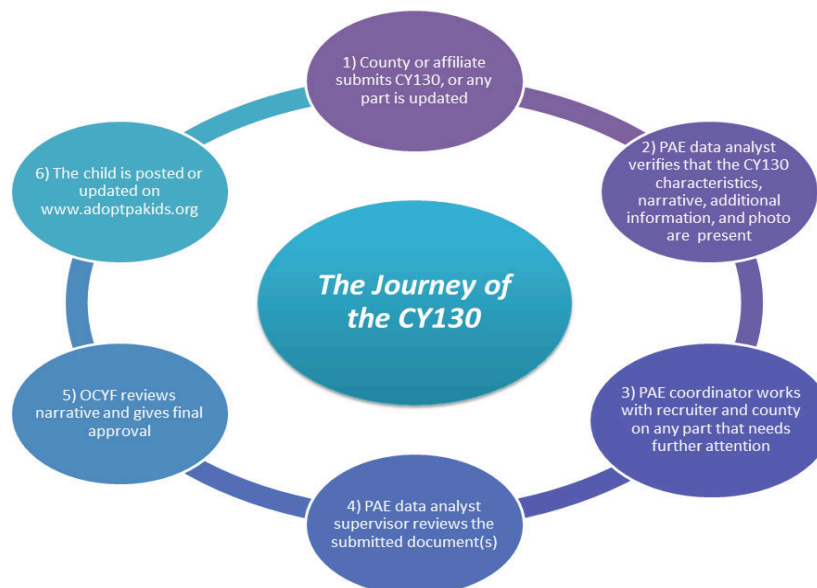 1) County or affiliate
submits CY130, or any
part is updated
2) PAE data analyst
verifies that the CY130
characteristics,
narrative, additional
information, and photo
are present
3) PAE coordinator works
with recruiter and county
on any part that needs
further attention
4) PAE data analyst
supervisor reviews the
submitted document(s)
5) OCYF reviews
narrative and gives final
approval
6) The child is posted or
updated on
www.adoptpakids.org
The Journey of
the CY130